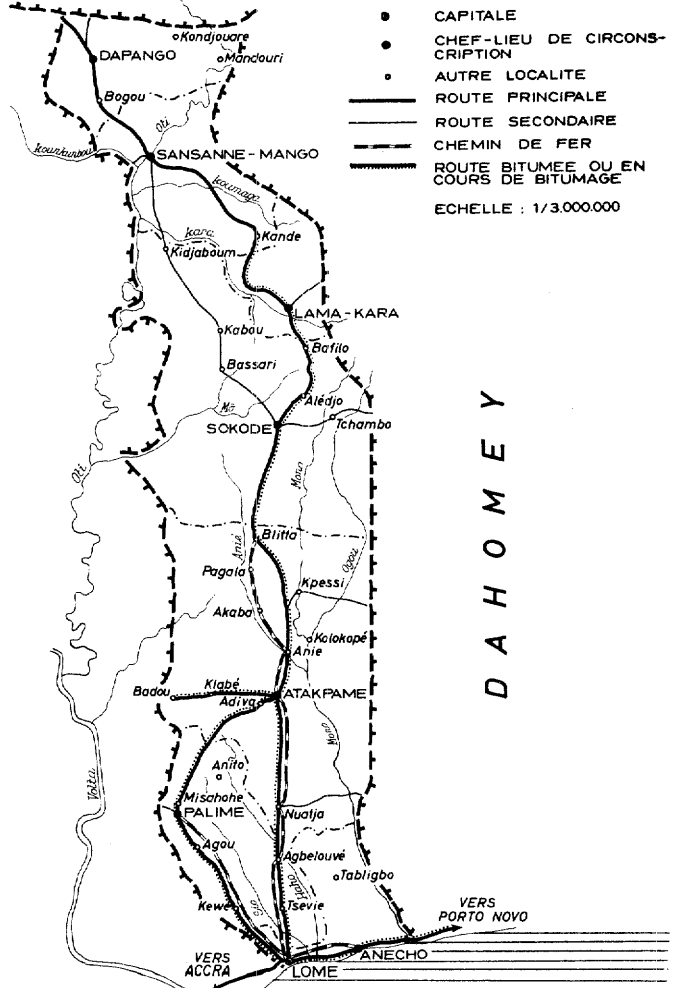 CAPITALE
CHEF-LIEU DE CIRCONS-
CRIPTION
AUTRE LOCALITE
ROUTE PRINCIPALE
ROUTE SECONDAIRE
CHEMIN DE FER
ROUTE BITUMEE OU EN
COURS DE BITUMAGE
ECHELLE : 1/3.000.000
Kondjouare
Mandouri
DAPANGO
Bogou
Oti
SANSANNE-MANGO
Koumaga
Kara
Kande
Kidjaboum
LAMA-KARA
Kabou
Bafilo
Bassari
Alédjo
Mô
SOKODE
Tchambo
Oti
Mono
DAHOMEY
Blitta
Anié
Ogou
Pagala
Kpessi
Akaba
Kolokopé
Anie
Klabé
Badou
ATAKPAME
Adiva
Mono
Anito
Volta
Misahohe
PALIME
Nuatja
Agou
Agbelouvé
Tabligbo
Haho
Kewe
Sio
Tsevie
VERS
PORTO NOVO
ANECHO
VERS
ACCRA
LOME